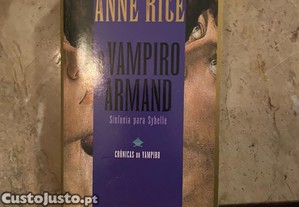 ANNE RICE
VAMPIRO
ARMAND
Sinfonia para Sybelle
CRÓNICAS DO VAMPIRO
CustoJusto.pt